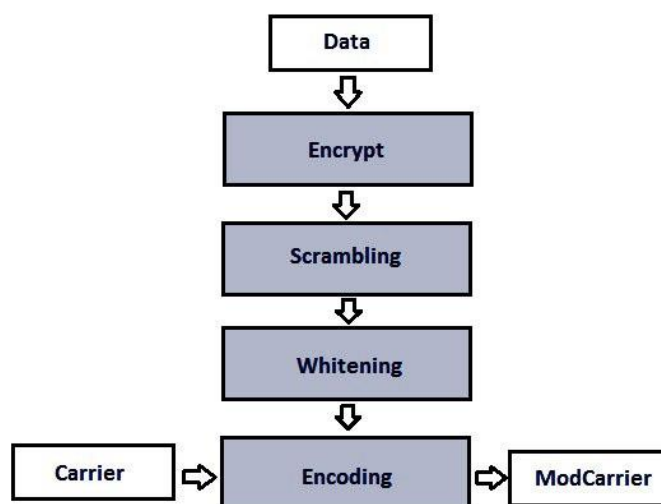 Data
Encrypt
Scrambling
Whitening
Carrier
Encoding
ModCarrier